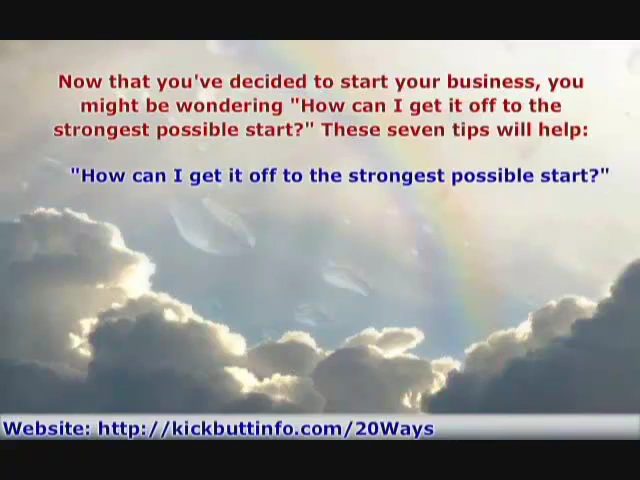 Now that you've decided to start your business, you
might be wondering "How can I get it off to the
strongest possible start?" These seven tips will help:
"How can I get it off to the strongest possible start?"
Website: http://kickbuttinfo.com/20Ways